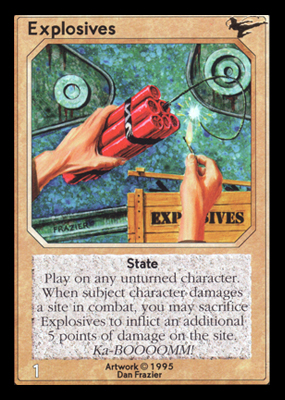 Explosives
FRAZIER
EXPLOSIVES
State
Play on any unturned character.
When subject character damages
a site in combat, you may sacrifice
Explosives to inflict an additional
5 points of damage on the site.
Ka-BOOOOMM!
1
Artwork © 1995
Dan Frazier